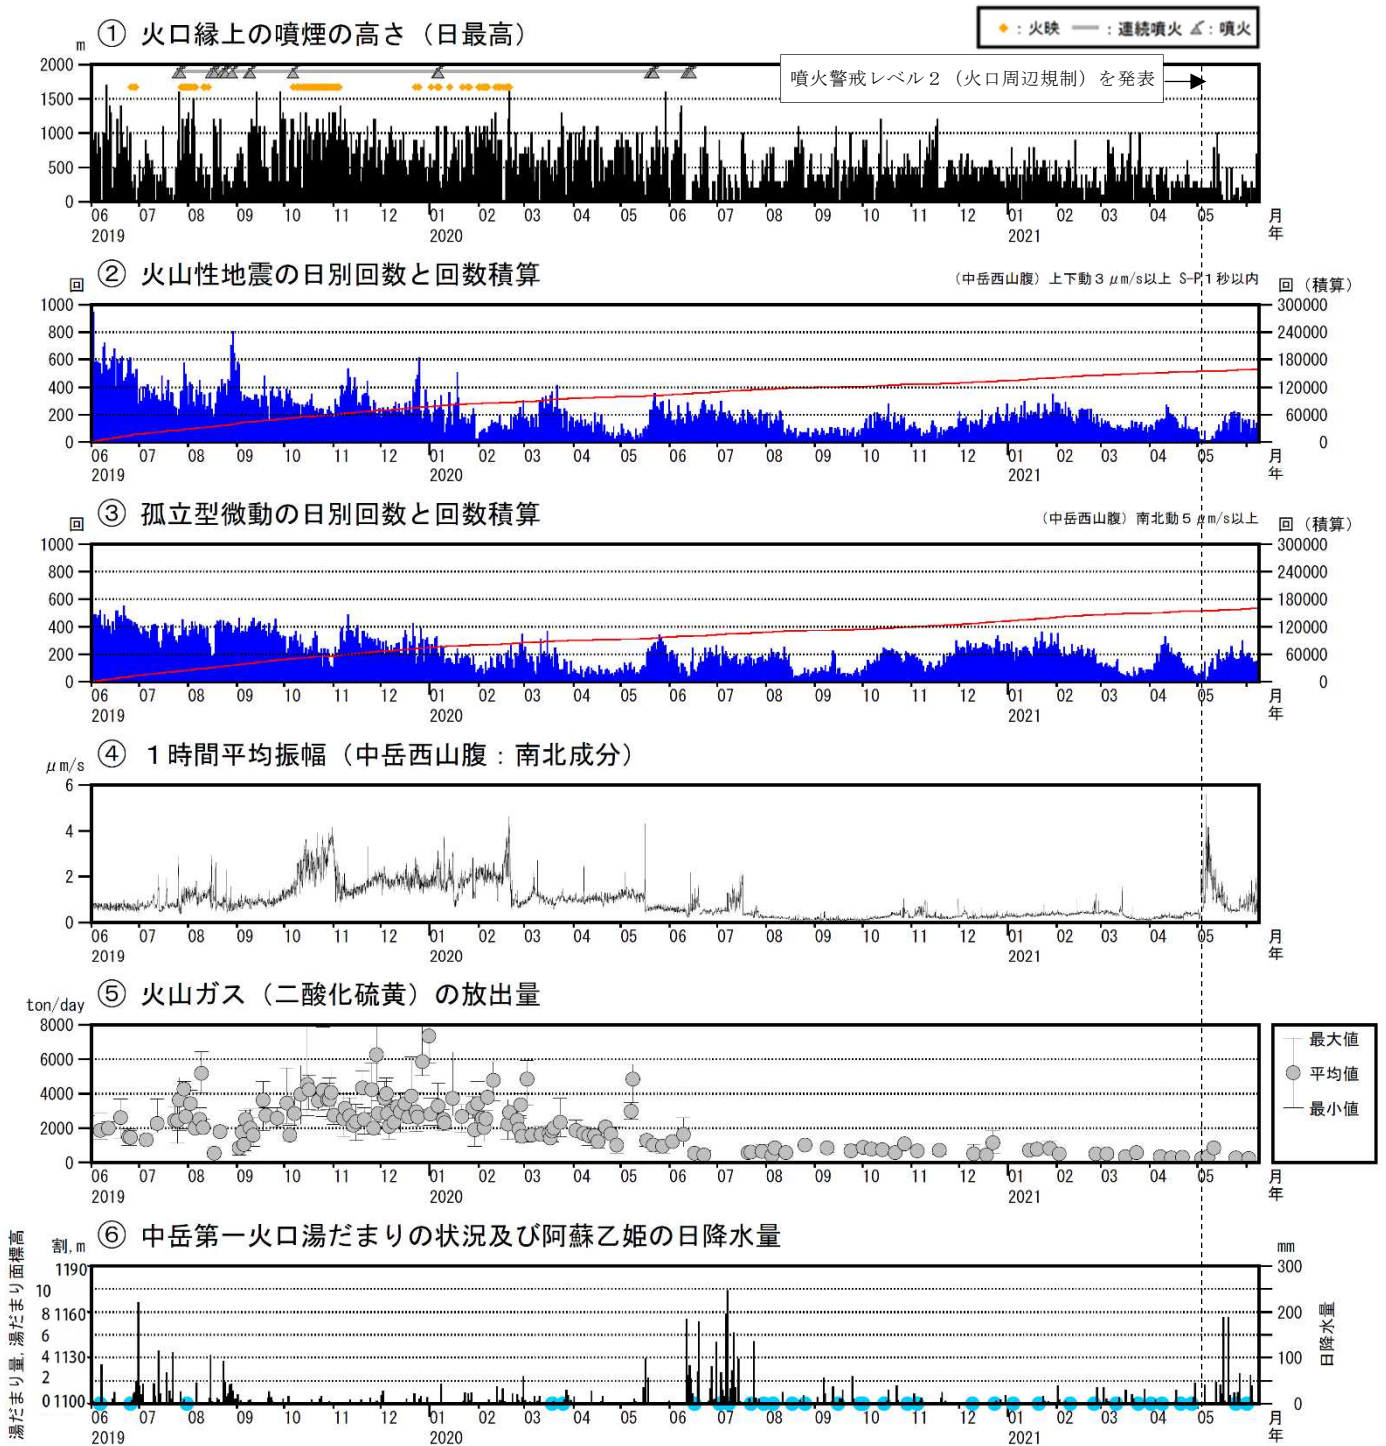 ① 火口縁上の噴煙の高さ（日最高）
◆：火映 ──：連続噴火 ：噴火
噴火警戒レベル２（火口周辺規制）を発表
m
2000
1500
1000
500
0
06 07 08 09 10 11 12 01 02 03 04 05 06 07 08 09 10 11 12 01 02 03 04 05 月
2019 2020 2021 年
② 火山性地震の日別回数と回数積算
（中岳西山腹）上下動３μm/s以上 S-P１秒以内
回 回（積算）
1000 300000
800 240000
600 180000
400 120000
200 60000
0 0
06 07 08 09 10 11 12 01 02 03 04 05 06 07 08 09 10 11 12 01 02 03 04 05 月
2019 2020 2021 年
③ 孤立型微動の日別回数と回数積算
（中岳西山腹）南北動５μm/s以上
回 回（積算）
1000 300000
800 240000
600 180000
400 120000
200 60000
0 0
06 07 08 09 10 11 12 01 02 03 04 05 06 07 08 09 10 11 12 01 02 03 04 05 月
2019 2020 2021 年
④ １時間平均振幅（中岳西山腹：南北成分）
μm/s
6
4
2
0
06 07 08 09 10 11 12 01 02 03 04 05 06 07 08 09 10 11 12 01 02 03 04 05 月
2019 2020 2021 年
⑤ 火山ガス（二酸化硫黄）の放出量
ton/day
8000
6000
4000
2000
0
最大値
平均値
最小値
06 07 08 09 10 11 12 01 02 03 04 05 06 07 08 09 10 11 12 01 02 03 04 05 月
2019 2020 2021 年
⑥ 中岳第一火口湯だまりの状況及び阿蘇乙姫の日降水量
湯だまり量，湯だまり面標高
割,m mm
1190 300
10
8 1160 200
6
4 1130 100
2
0 1100 0
日降水量
06 07 08 09 10 11 12 01 02 03 04 05 06 07 08 09 10 11 12 01 02 03 04 05 月
2019 2020 2021 年